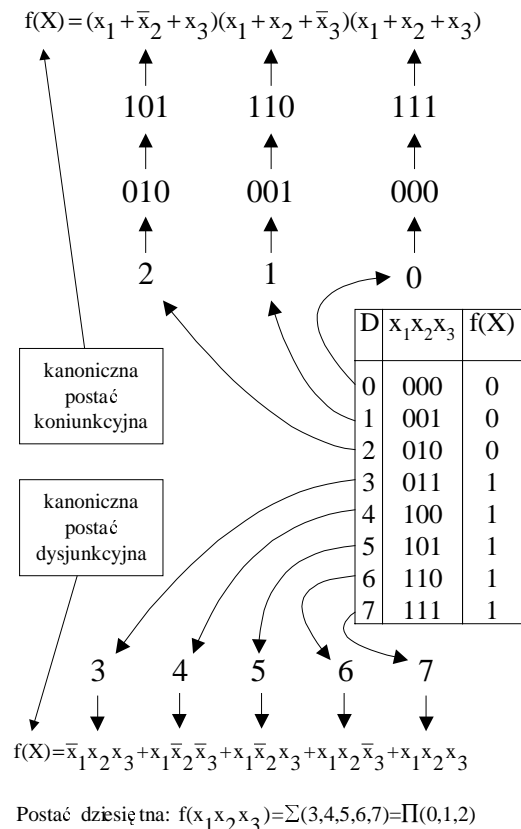 f(X)=(x₁+x̅₂+x₃)(x₁+x₂+x̅₃)(x₁+x₂+x₃)
101 110 111
010 001 000
2 1 0
D x₁x₂x₃ f(X)
0 000 0
1 001 0
2 010 0
3 011 1
4 100 1
5 101 1
6 110 1
7 111 1
kanoniczna
postać
koniunkcyjna
kanoniczna
postać
dysjunkcyjna
3 4 5 6 7
f(X)=x̅₁x₂x₃+x₁x̅₂x̅₃+x₁x̅₂x₃+x₁x₂x̅₃+x₁x₂x₃
Postać dziesiętna: f(x₁x₂x₃)=∑(3,4,5,6,7)=∏(0,1,2)